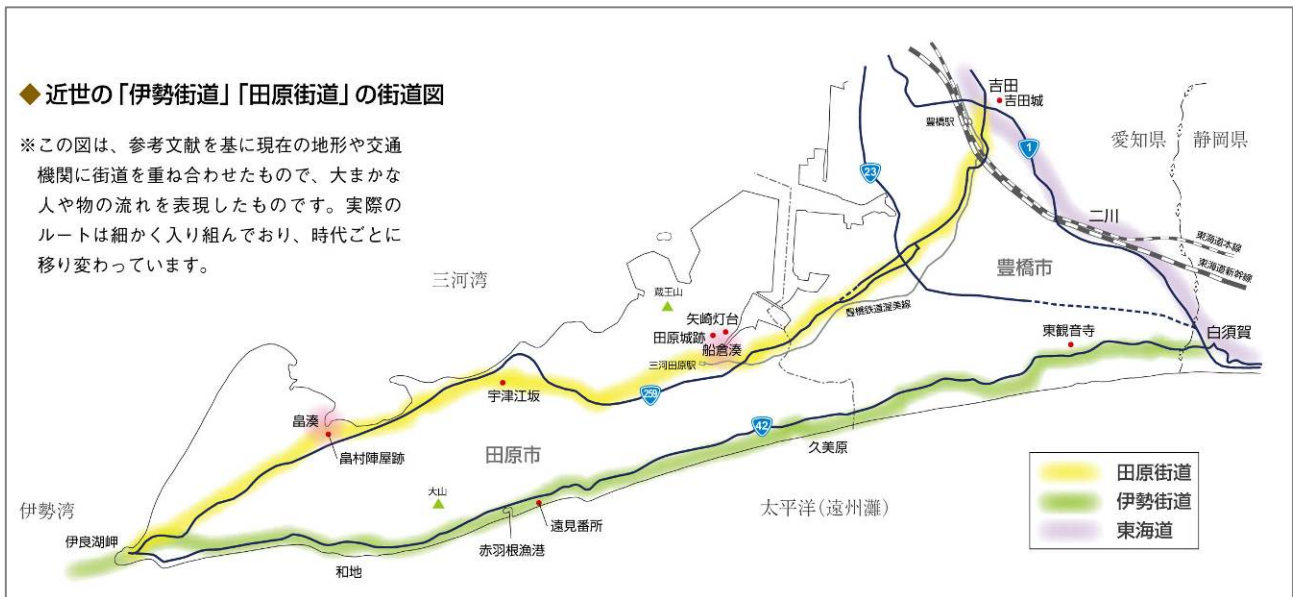 ◆ 近世の「伊勢街道」「田原街道」の街道図
※この図は、参考文献を基に現在の地形や交通
機関に街道を重ね合わせたもので、大まかな
人や物の流れを表現したものです。実際の
ルートは細かく入り組んでおり、時代ごとに
移り変わっています。
吉田
吉田城
豊橋駅
愛知県
静岡県
1
23
二川
東海道本線
東海道新幹線
豊橋市
三河湾
蔵王山
矢崎灯台
田原城跡
船倉湊
三河田原駅
豊橋鉄道渥美線
東観音寺
白須賀
宇津江坂
259
畠湊
畠村陣屋跡
田原市
42
久美原
大山
伊勢湾
伊良湖岬
遠見番所
太平洋(遠州灘)
赤羽根漁港
和地
田原街道
伊勢街道
東海道